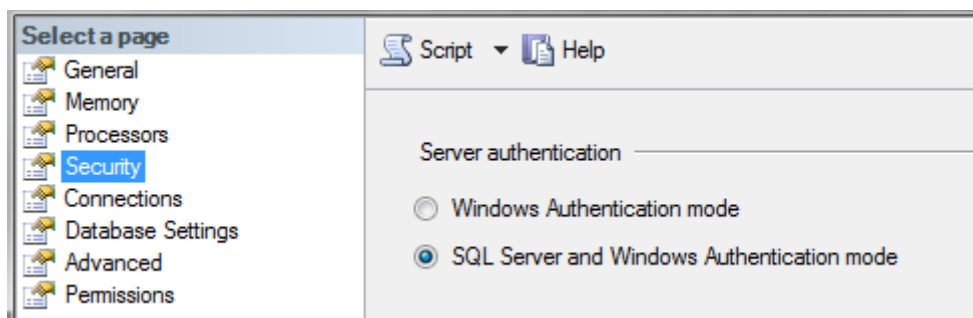 Select a page
General
Memory
Processors
Security
Connections
Database Settings
Advanced
Permissions
Script Help
Server authentication
Windows Authentication mode
SQL Server and Windows Authentication mode